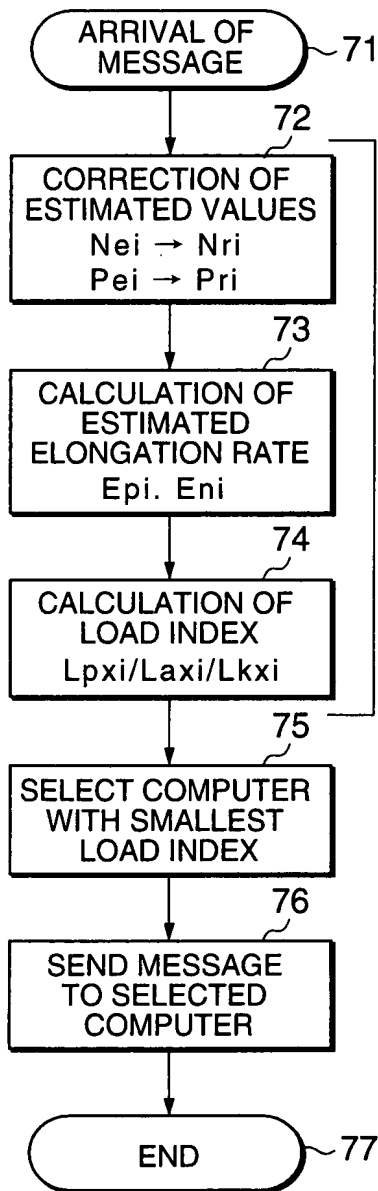 ARRIVAL OF
MESSAGE
71
72
CORRECTION OF
ESTIMATED VALUES
Nei → Nri
Pei → Pri
73
CALCULATION OF
ESTIMATED
ELONGATION RATE
Epi. Eni
74
CALCULATION OF
LOAD INDEX
Lpxi/Laxi/Lkxi
75
SELECT COMPUTER
WITH SMALLEST
LOAD INDEX
76
SEND MESSAGE
TO SELECTED
COMPUTER
END
77